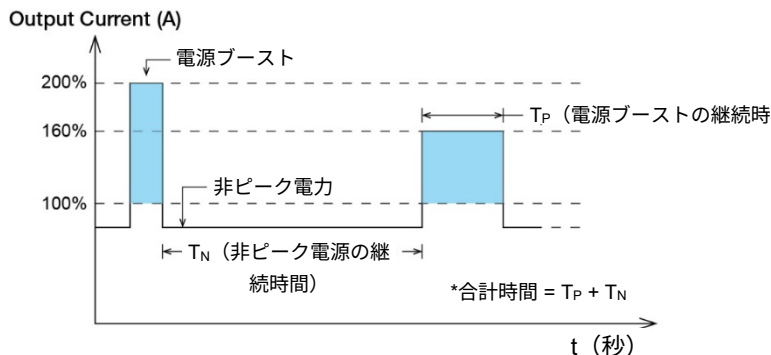 Output Current (A)
電源ブースト
200%
160%
TP（電源ブーストの継続時
非ピーク電力
100%
TN（非ピーク電源の継
続時間）
*合計時間 = TP + TN
t（秒）